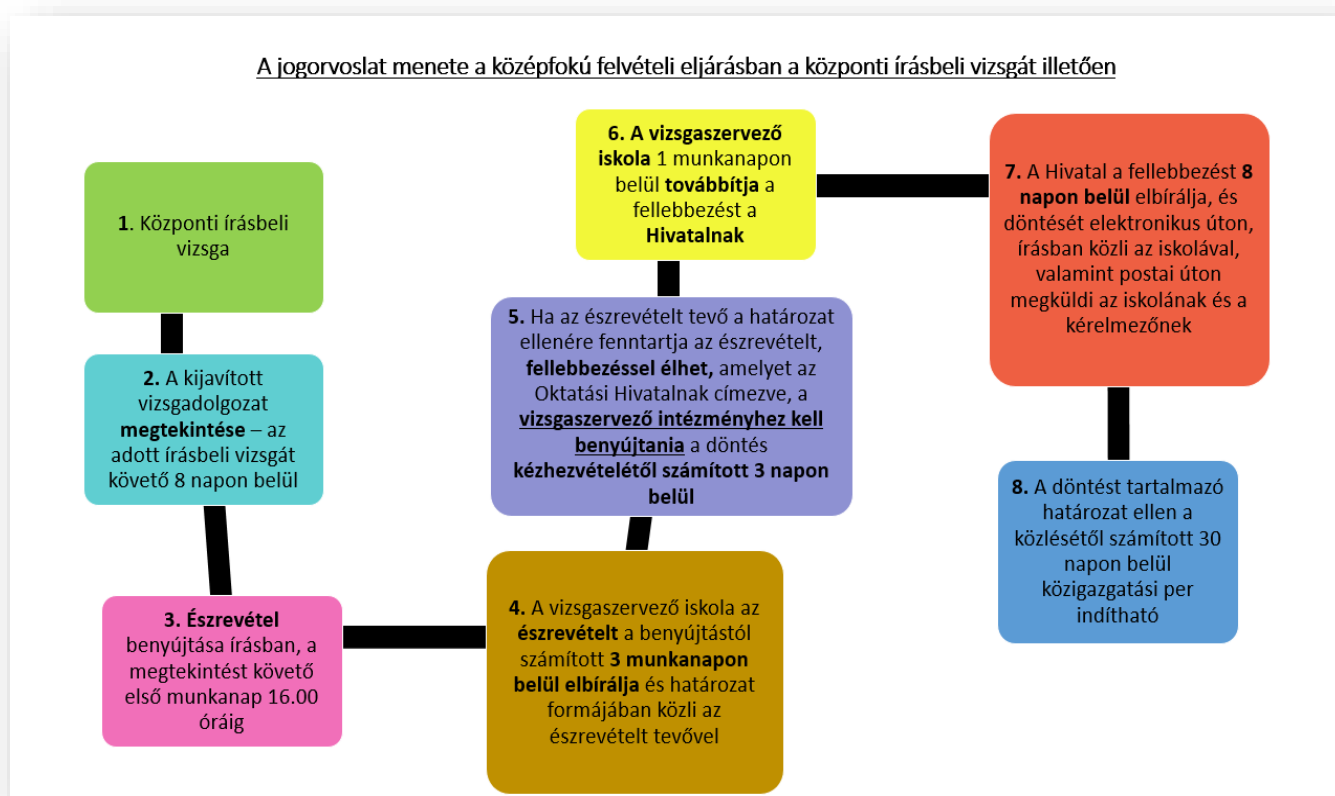 A jogorvoslat menete a középfokú felvételi eljárásban a központi írásbeli vizsgát illetően
1. Központi írásbeli
vizsga
2. A kijavított
vizsgadolgozat
megtekintése – az
adott írásbeli vizsgát
követő 8 napon belül
3. Észrevétel
benyújtása írásban, a
megtekintést követő
első munkanap 16.00
óráig
4. A vizsgaszervező iskola az
észrevételt a benyújtástól
számított 3 munkanapon
belül elbírálja és határozat
formájában közli az
észrevételt tevővel
5. Ha az észrevételt tevő a határozat
ellenére fenntartja az észrevételt,
fellebbezéssel élhet, amelyet az
Oktatási Hivatalnak címezve, a
vizsgaszervező intézményhez kell
benyújtania a döntés
kézhezvételétől számított 3 napon
belül
6. A vizsgaszervező
iskola 1 munkanapon
belül továbbítja a
fellebbezést a
Hivatalnak
7. A Hivatal a fellebbezést 8
napon belül elbírálja, és
döntését elektronikus úton,
írásban közli az iskolával,
valamint postai úton
megküldi az iskolának és a
kérelmezőnek
8. A döntést tartalmazó
határozat ellen a
közlésétől számított 30
napon belül
közigazgatási per
indítható